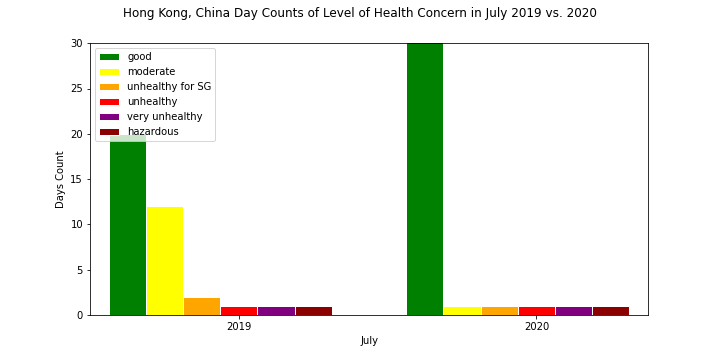 Hong Kong, China Day Counts of Level of Health Concern in July 2019 vs. 2020
30
25
20
15
10
5
0
Days Count
good
moderate
unhealthy for SG
unhealthy
very unhealthy
hazardous
2019
2020
July